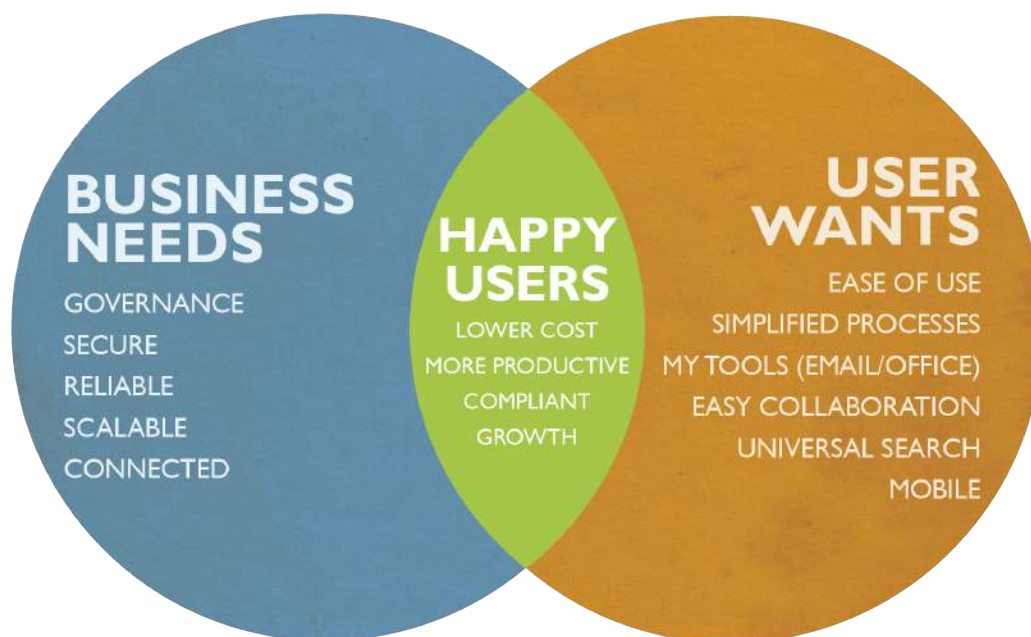 BUSINESS
NEEDS
GOVERNANCE
SECURE
RELIABLE
SCALABLE
CONNECTED
HAPPY
USERS
LOWER COST
MORE PRODUCTIVE
COMPLIANT
GROWTH
USER
WANTS
EASE OF USE
SIMPLIFIED PROCESSES
MY TOOLS (EMAIL/OFFICE)
EASY COLLABORATION
UNIVERSAL SEARCH
MOBILE